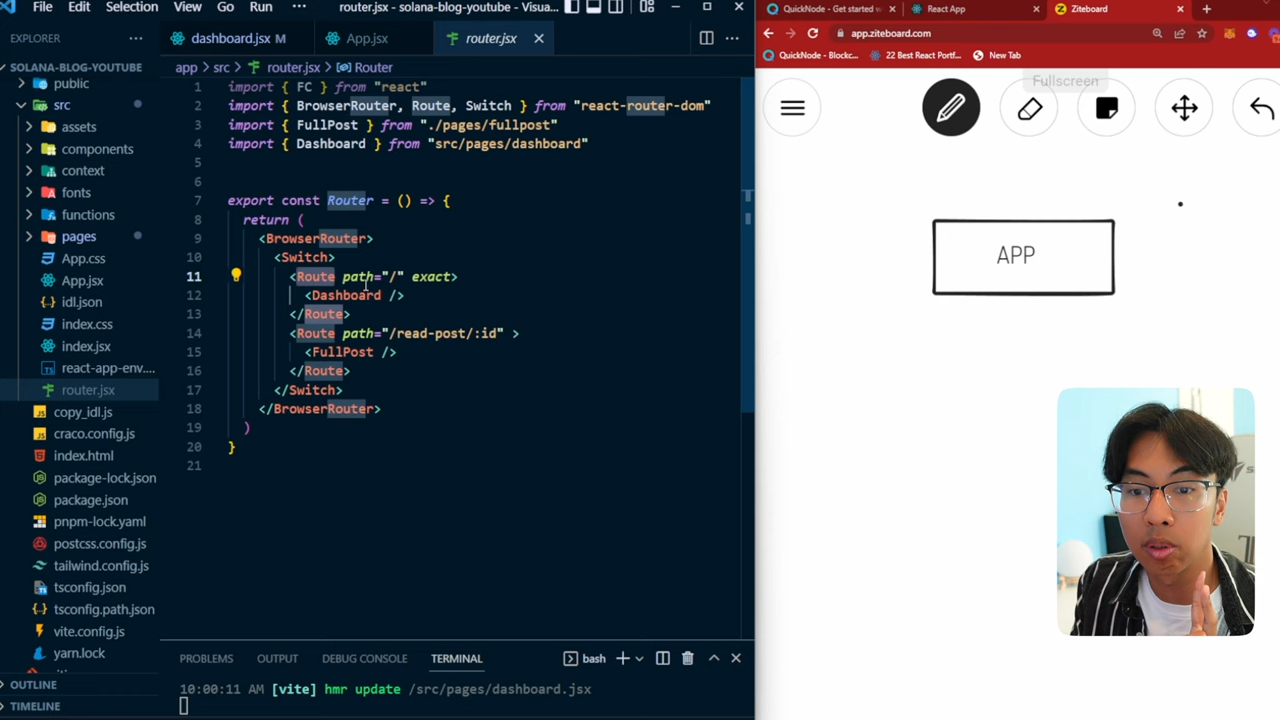 File Edit Selection View Go Run ··· router.jsx - solana-blog-youtube - Visua...
EXPLORER ···
SOLANA-BLOG-YOUTUBE
public
src
assets
components
context
fonts
functions
pages
App.css
App.jsx
idl.json
index.css
index.jsx
react-app-env....
router.jsx
copy_idl.js
craco.config.js
index.html
package-lock.json
package.json
pnpm-lock.yaml
postcss.config.js
tailwind.config.js
tsconfig.json
tsconfig.path.json
vite.config.js
yarn.lock
OUTLINE
TIMELINE
dashboard.jsx M App.jsx router.jsx
app > src > router.jsx > Router
1 import { FC } from "react"
2 import { BrowserRouter, Route, Switch } from "react-router-dom"
3 import { FullPost } from "./pages/fullpost"
4 import { Dashboard } from "src/pages/dashboard"
5
6
7 export const Router = () => {
8 return (
9 <BrowserRouter>
10 <Switch>
11 <Route path="/" exact>
12 <Dashboard />
13 </Route>
14 <Route path="/read-post/:id" >
15 <FullPost />
16 </Route>
17 </Switch>
18 </BrowserRouter>
19 )
20 }
21
PROBLEMS OUTPUT DEBUG CONSOLE TERMINAL bash
10:00:11 AM [vite] hmr update /src/pages/dashboard.jsx
QuickNode - Get started w React App Ziteboard
app.ziteboard.com
QuickNode - Blockc... 22 Best React Portf... New Tab
Fullscreen
APP